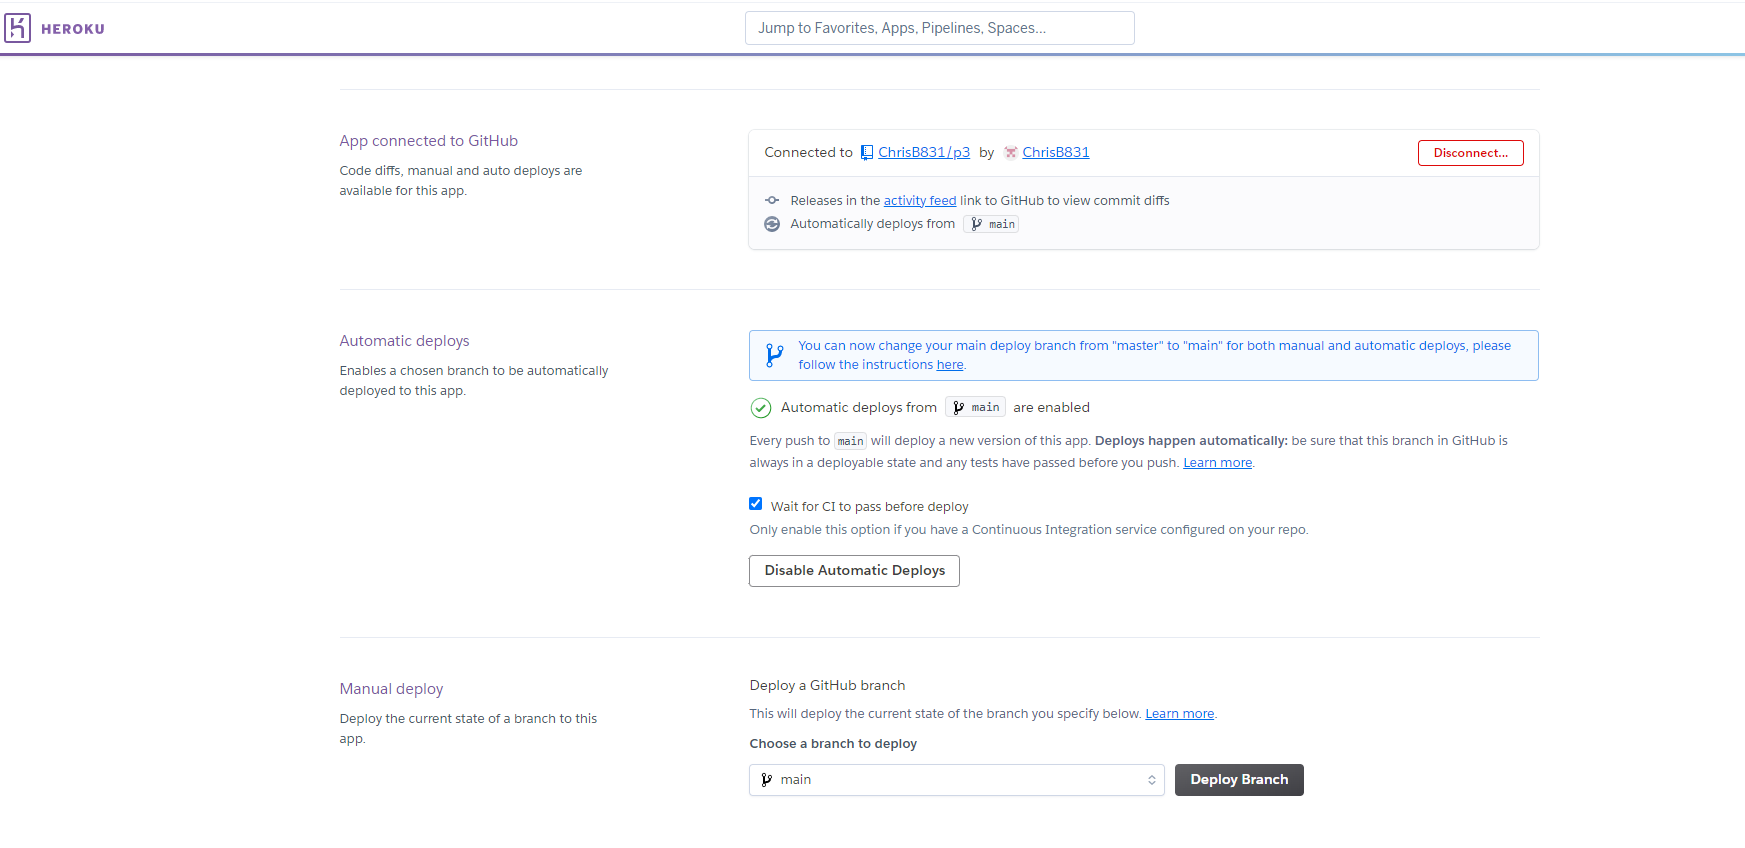 HEROKU
Jump to Favorites, Apps, Pipelines, Spaces...
App connected to GitHub
Code diffs, manual and auto deploys are
available for this app.
Connected to ChrisB831/p3 by ChrisB831
Disconnect...
Releases in the activity feed link to GitHub to view commit diffs
Automatically deploys from main
Automatic deploys
Enables a chosen branch to be automatically
deployed to this app.
You can now change your main deploy branch from "master" to "main" for both manual and automatic deploys, please
follow the instructions here.
Automatic deploys from main are enabled
Every push to main will deploy a new version of this app. Deploys happen automatically: be sure that this branch in GitHub is
always in a deployable state and any tests have passed before you push. Learn more.
Wait for CI to pass before deploy
Only enable this option if you have a Continuous Integration service configured on your repo.
Disable Automatic Deploys
Manual deploy
Deploy the current state of a branch to this
app.
Deploy a GitHub branch
This will deploy the current state of the branch you specify below. Learn more.
Choose a branch to deploy
main
Deploy Branch